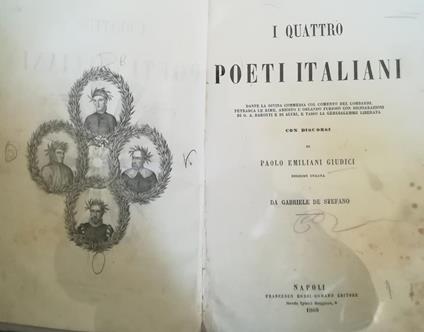 I QUATTRO
POETI ITALIANI
DANTE LA DIVINA COMMEDIA COL COMENTO DEL LOMBARDI,
PETRARCA LE RIME, ARIOSTO L'ORLANDO FURIOSO CON DICHIARAZIONI
DI G. A. BAROTTI E DI ALTRI, E TASSO LA GERUSALEMME LIBERATA
CON DISCORSI
DI
PAOLO EMILIANI GIUDICI
EDIZIONE CURATA
DA GABRIELE DE STEFANO
NAPOLI
FRANCESCO ROSSI-ROMANO EDITORE
1860